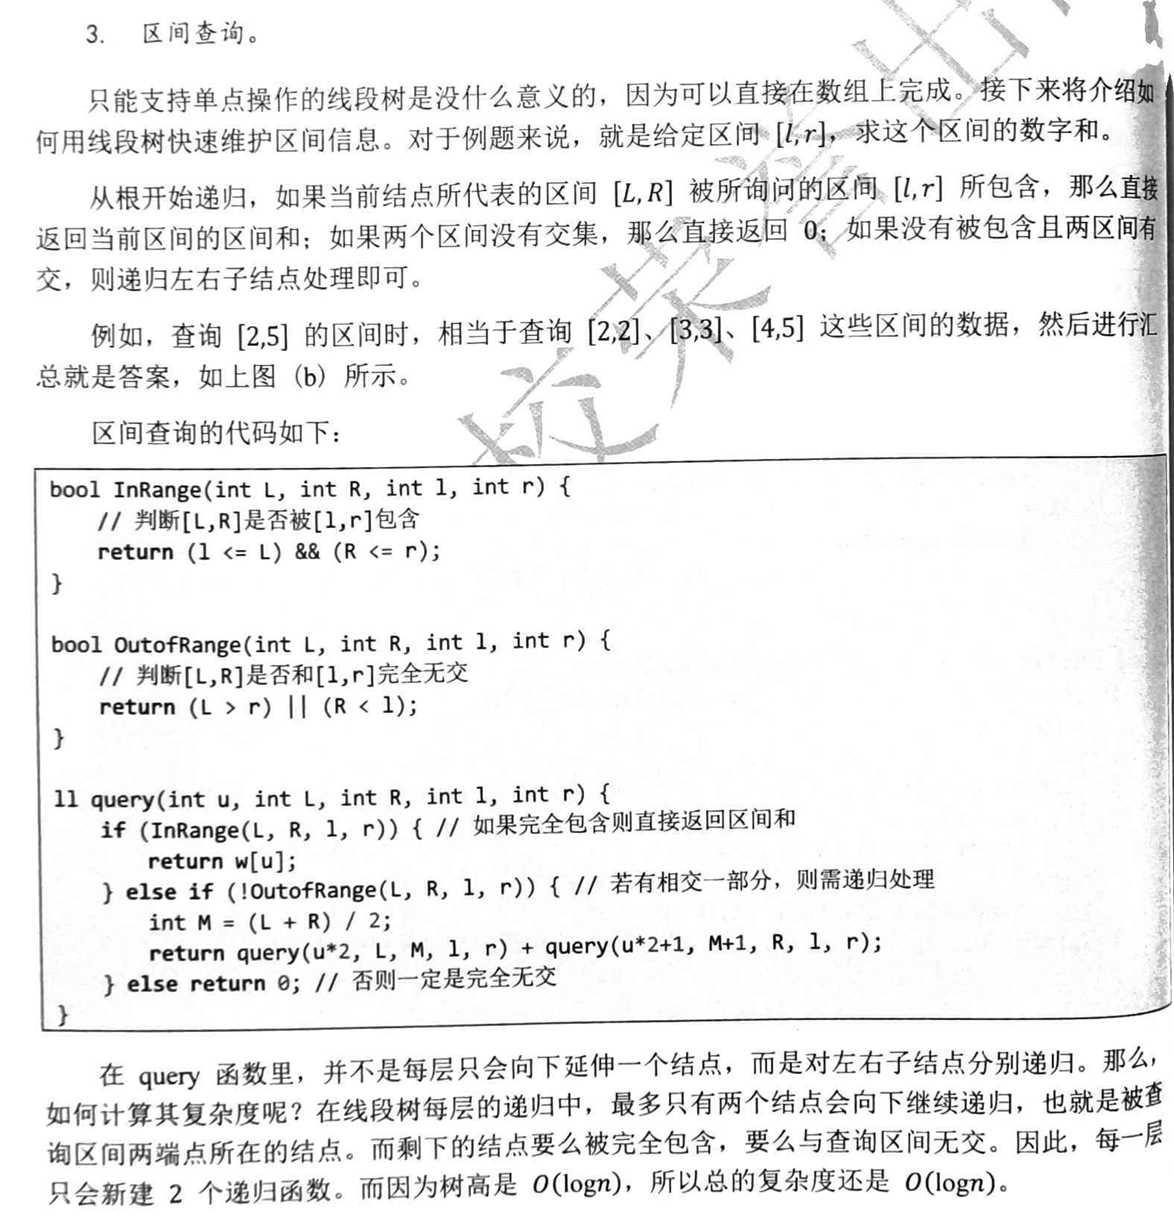 3. 区间查询。
只能支持单点操作的线段树是没什么意义的，因为可以直接在数组上完成。接下来将介绍如
何用线段树快速维护区间信息。对于例题来说，就是给定区间 [l,r]，求这个区间的数字和。
从根开始递归，如果当前结点所代表的区间 [L,R] 被所询问的区间 [l,r] 所包含，那么直接
返回当前区间的区间和；如果两个区间没有交集，那么直接返回 0；如果没有被包含且两区间有
交，则递归左右子结点处理即可。
例如，查询 [2,5] 的区间时，相当于查询 [2,2]、[3,3]、[4,5] 这些区间的数据，然后进行汇
总就是答案，如上图（b）所示。
区间查询的代码如下：
bool InRange(int L, int R, int l, int r) {
// 判断[L,R]是否被[l,r]包含
return (l <= L) && (R <= r);
}
bool OutofRange(int L, int R, int l, int r) {
// 判断[L,R]是否和[l,r]完全无交
return (L > r) || (R < l);
}
ll query(int u, int L, int R, int l, int r) {
if (InRange(L, R, l, r)) { // 如果完全包含则直接返回区间和
return w[u];
} else if (!OutofRange(L, R, l, r)) { // 若有相交一部分，则需递归处理
int M = (L + R) / 2;
return query(u*2, L, M, l, r) + query(u*2+1, M+1, R, l, r);
} else return 0; // 否则一定是完全无交
}
在 query 函数里，并不是每层只会向下延伸一个结点，而是对左右子结点分别递归。那么，
如何计算其复杂度呢？在线段树每层的递归中，最多只有两个结点会向下继续递归，也就是被查
询区间两端点所在的结点。而剩下的结点要么被完全包含，要么与查询区间无交。因此，每一层
只会新建 2 个递归函数。而因为树高是 O(logn)，所以总的复杂度还是 O(logn)。